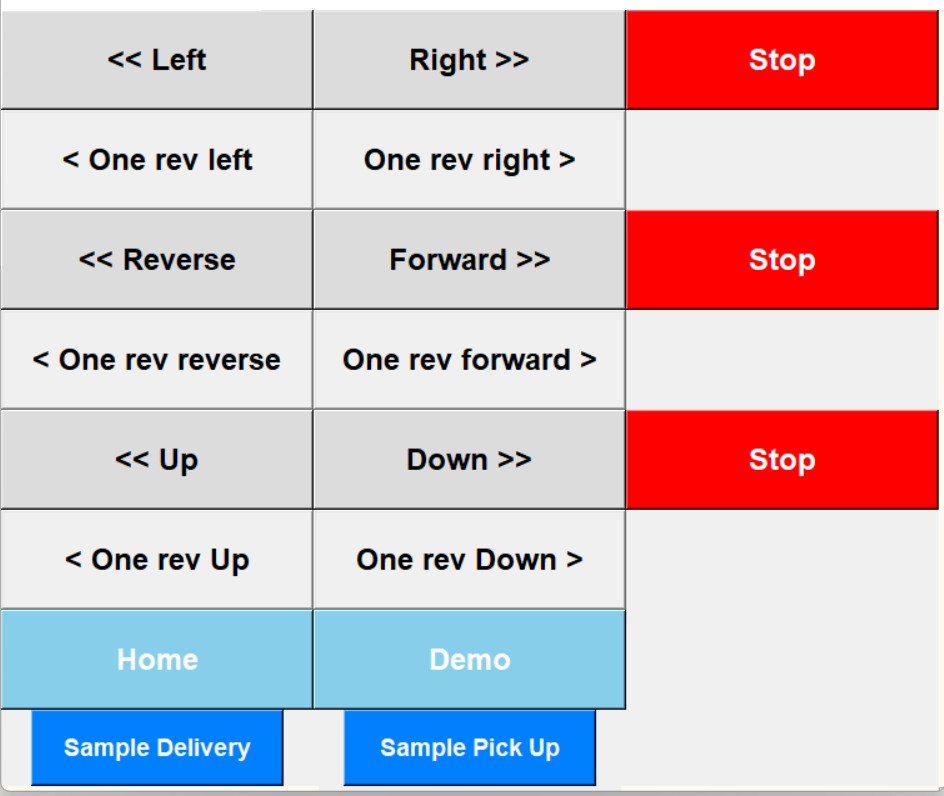 << Left Right >> Stop
< One rev left One rev right >
<< Reverse Forward >> Stop
< One rev reverse One rev forward >
<< Up Down >> Stop
< One rev Up One rev Down >
Home Demo
Sample Delivery Sample Pick Up